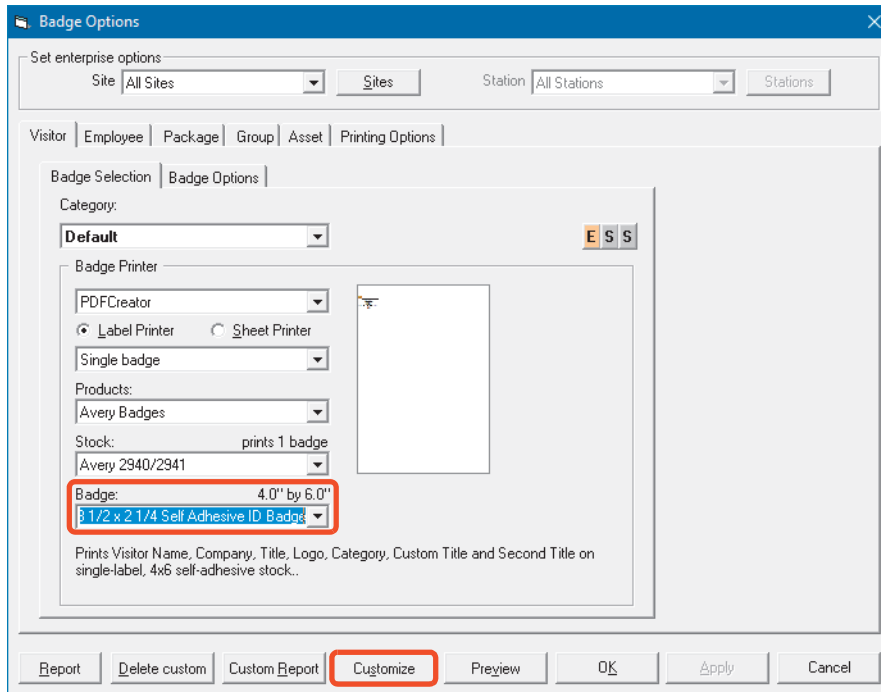 Badge Options
Set enterprise options
Site All Sites Sites Station All Stations Stations
Visitor Employee Package Group Asset Printing Options
Badge Selection Badge Options
Category:
Default E S S
Badge Printer
PDFCreator
Label Printer Sheet Printer
Single badge
Products:
Avery Badges
Stock: prints 1 badge
Avery 2940/2941
Badge: 4.0" by 6.0"
3 1/2 x 2 1/4 Self Adhesive ID Badge
Prints Visitor Name, Company, Title, Logo, Category, Custom Title and Second Title on
single-label, 4x6 self-adhesive stock..
Report Delete custom Custom Report Customize Preview OK Apply Cancel